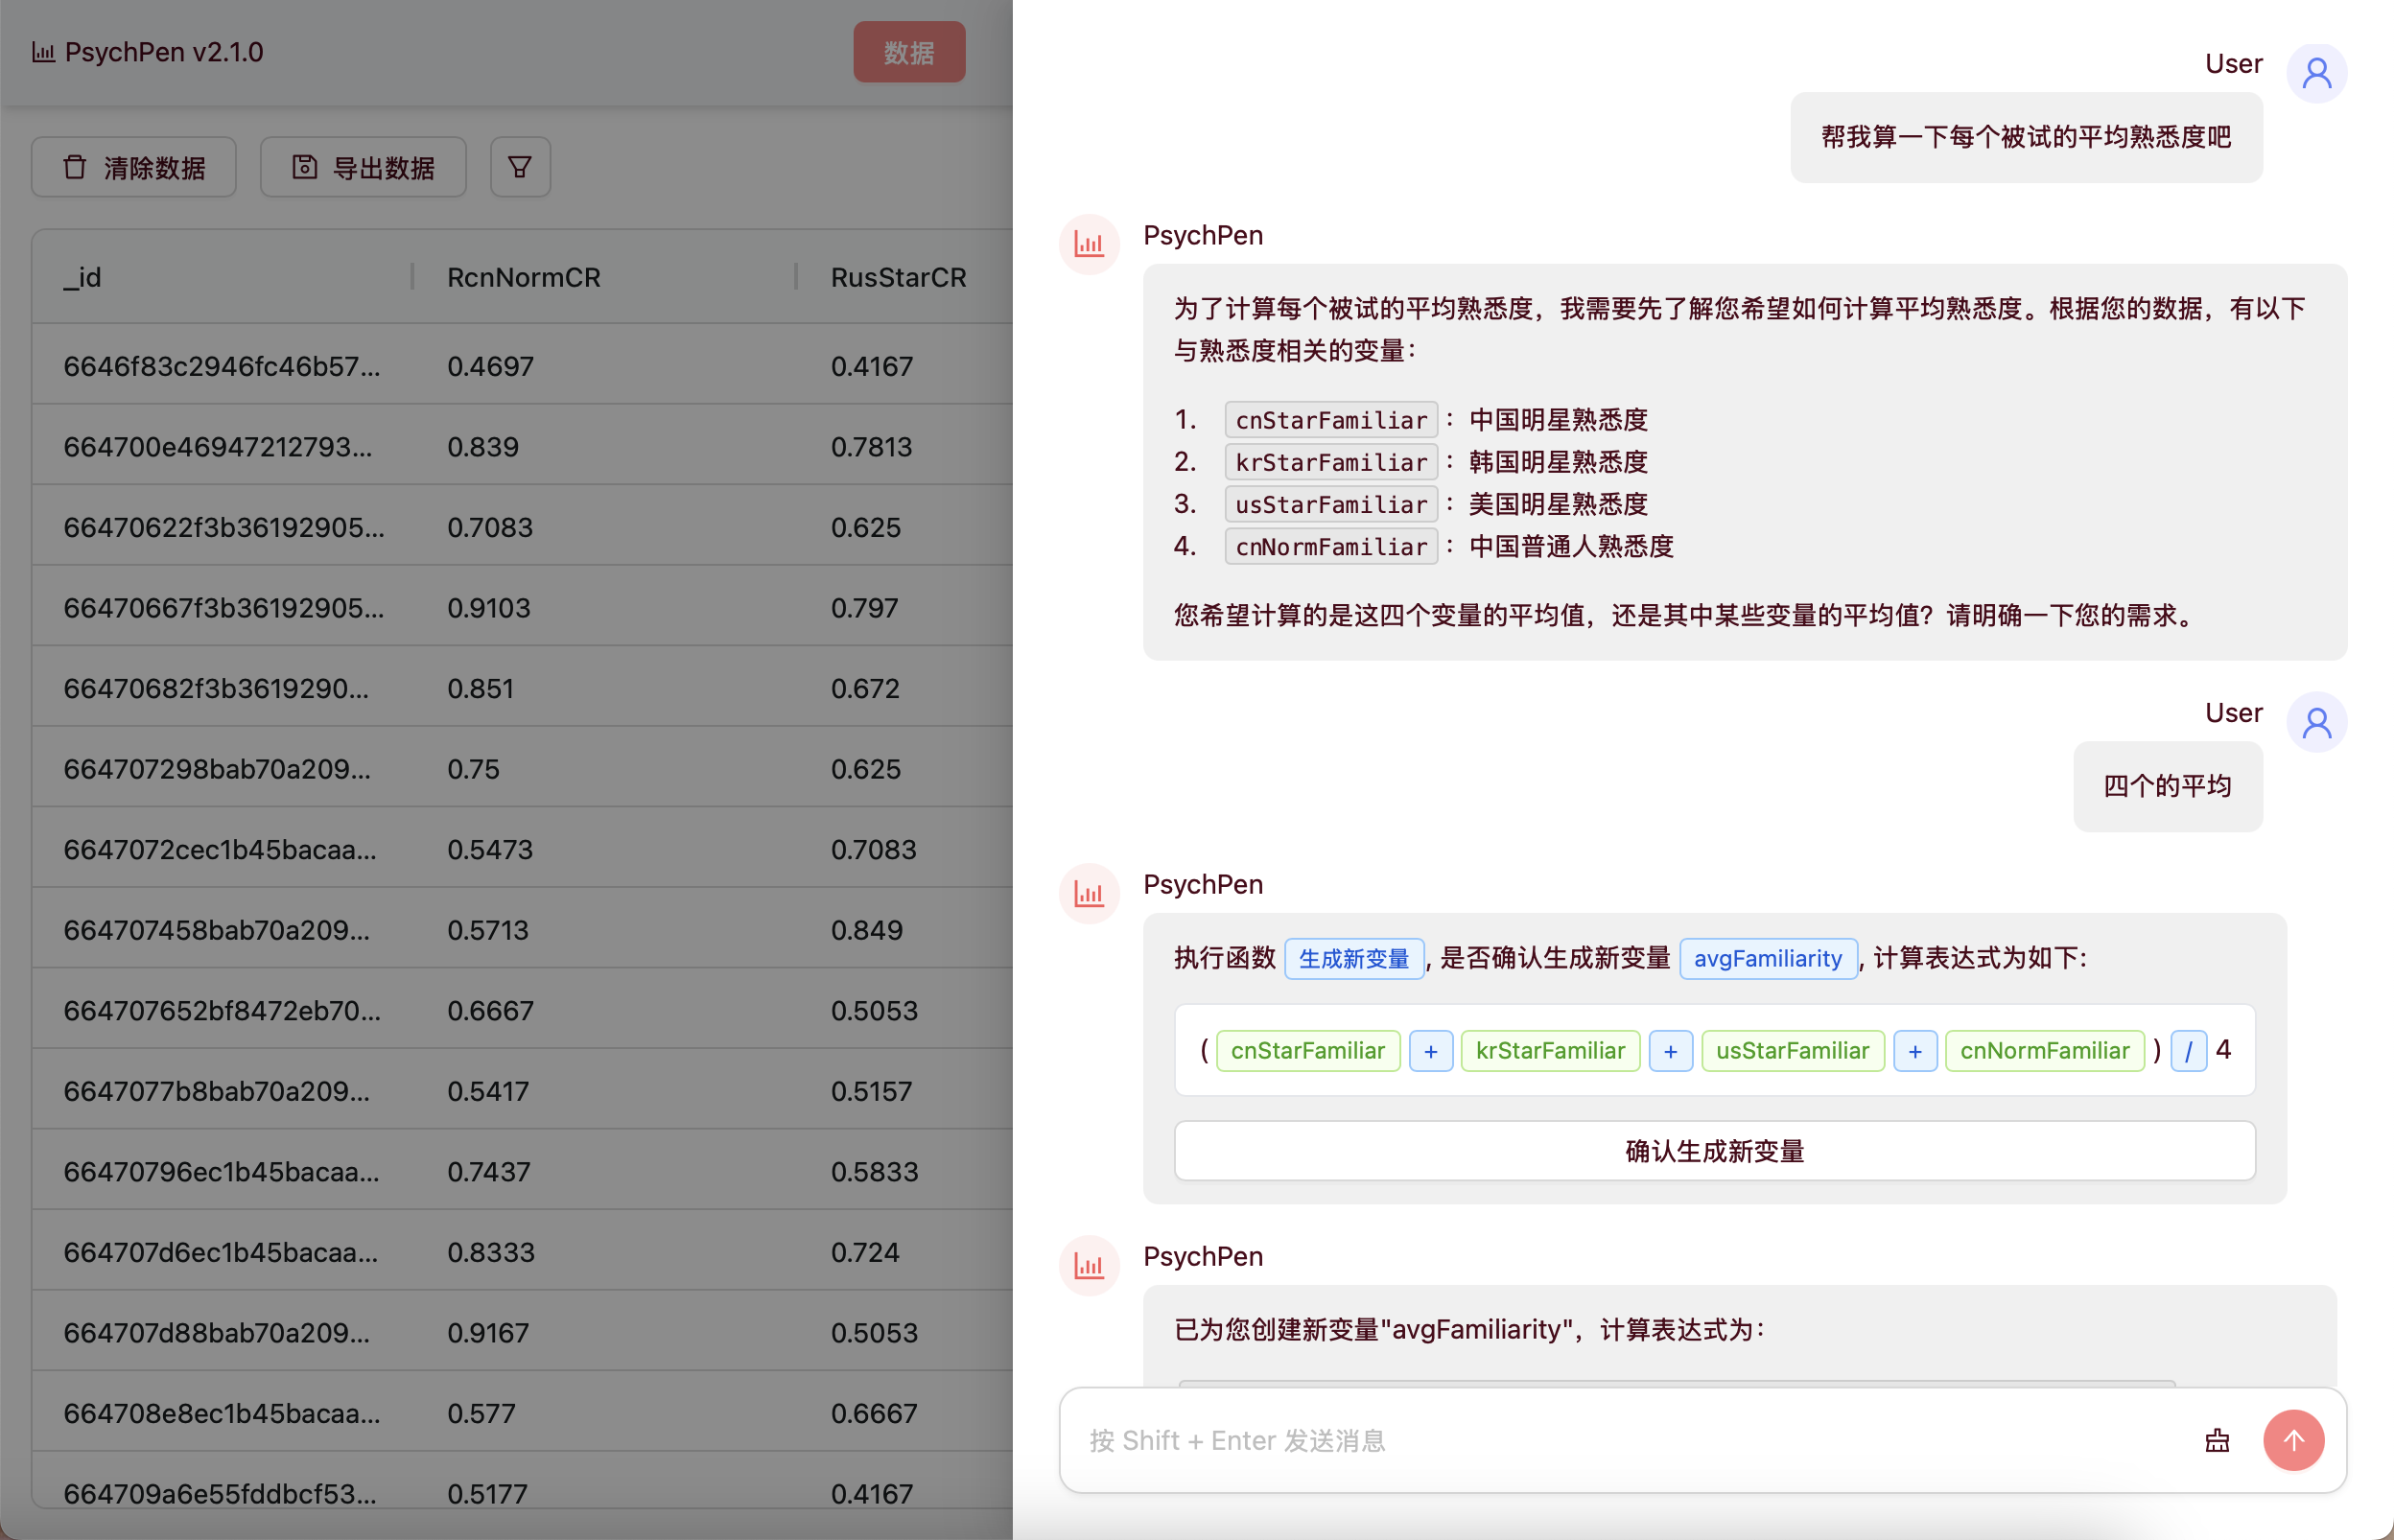 PsychPen v2.1.0
数据
清除数据
导出数据
_id
RcnNormCR
RusStarCR
6646f83c2946fc46b57...
0.4697
0.4167
664700e46947212793...
0.839
0.7813
66470622f3b36192905...
0.7083
0.625
66470667f3b36192905...
0.9103
0.797
66470682f3b3619290...
0.851
0.672
664707298bab70a209...
0.75
0.625
6647072cec1b45bacaa...
0.5473
0.7083
664707458bab70a209...
0.5713
0.849
664707652bf8472eb70...
0.6667
0.5053
6647077b8bab70a209...
0.5417
0.5157
66470796ec1b45bacaa...
0.7437
0.5833
664707d6ec1b45bacaa...
0.8333
0.724
664707d88bab70a209...
0.9167
0.5053
664708e8ec1b45bacaa...
0.577
0.6667
664709a6e55fddbcf53...
0.5177
0.4167
User
帮我算一下每个被试的平均熟悉度吧
PsychPen
为了计算每个被试的平均熟悉度，我需要先了解您希望如何计算平均熟悉度。根据您的数据，有以下
与熟悉度相关的变量：
1. cnStarFamiliar：中国明星熟悉度
2. krStarFamiliar：韩国明星熟悉度
3. usStarFamiliar：美国明星熟悉度
4. cnNormFamiliar：中国普通人熟悉度
您希望计算的是这四个变量的平均值，还是其中某些变量的平均值？请明确一下您的需求。
User
四个的平均
PsychPen
执行函数 生成新变量, 是否确认生成新变量 avgFamiliarity, 计算表达式为如下:
( cnStarFamiliar + krStarFamiliar + usStarFamiliar + cnNormFamiliar ) / 4
确认生成新变量
PsychPen
已为您创建新变量"avgFamiliarity"，计算表达式为：
按 Shift + Enter 发送消息